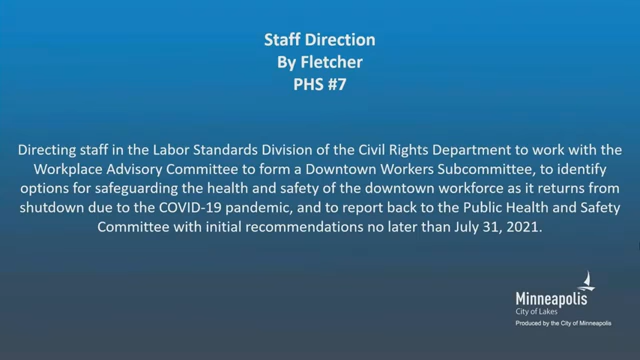 Staff Direction
By Fletcher
PHS #7
Directing staff in the Labor Standards Division of the Civil Rights Department to work with the
Workplace Advisory Committee to form a Downtown Workers Subcommittee, to identify
options for safeguarding the health and safety of the downtown workforce as it returns from
shutdown due to the COVID-19 pandemic, and to report back to the Public Health and Safety
Committee with initial recommendations no later than July 31, 2021.
Minneapolis
City of Lakes
Produced by the City of Minneapolis